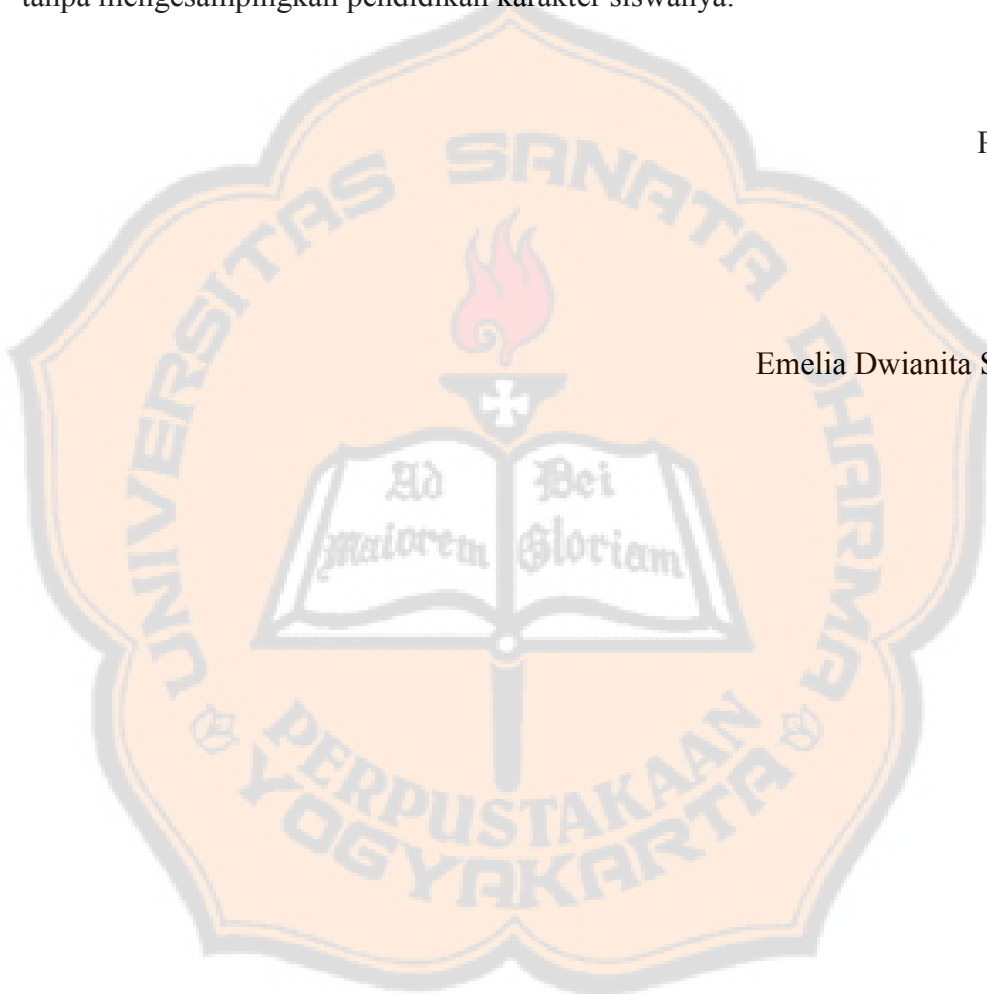 tanpa mengesampingkan pendidikan karakter siswanya.
Emelia Dwianita S
UNIVERSITAS SANATA DHARMA
Ad Dei
Maiorem Gloriam
PERPUSTAKAAN
YOGYAKARTA